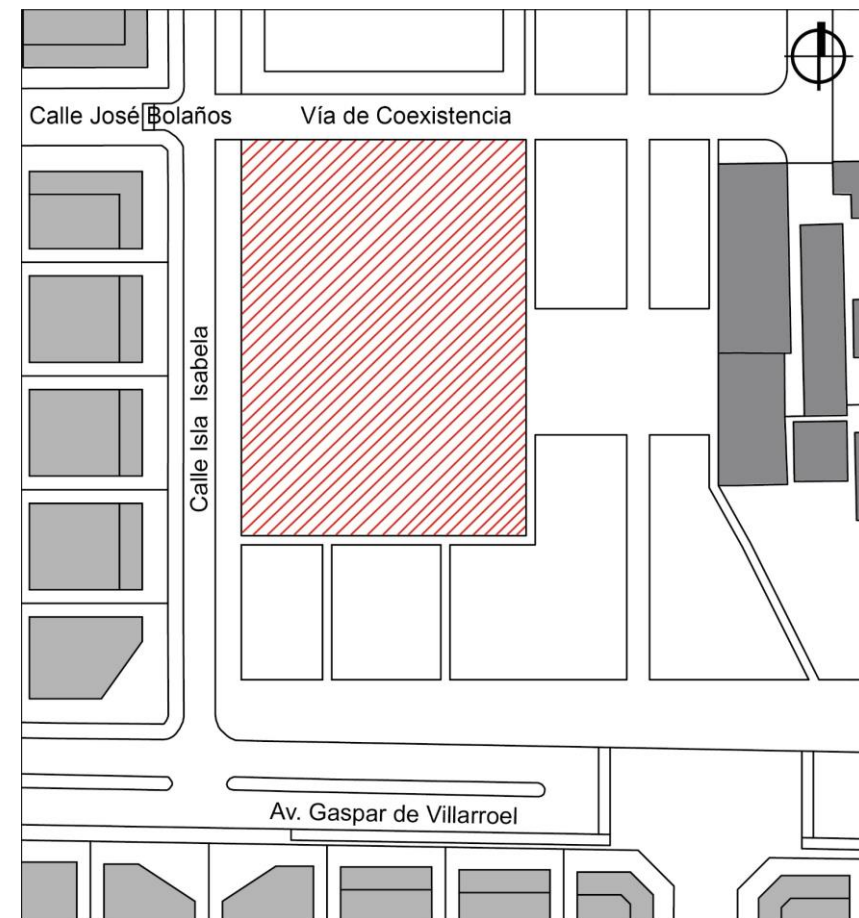 Calle José Bolaños
Vía de Coexistencia
Calle Isla Isabela
Av. Gaspar de Villarroel